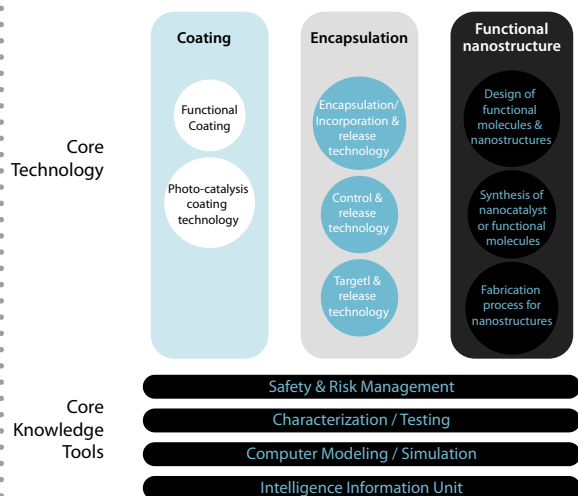 Coating
Encapsulation
Functional
nanostructure
Core
Technology
Functional
Coating
Photo-catalysis
coating
technology
Encapsulation/
Incorporation &
release
technology
Control &
release
technology
Targetl &
release
technology
Design of
functional
molecules &
nanostructures
Synthesis of
nanocatalyst
or functional
molecules
Fabrication
process for
nanostructures
Core
Knowledge
Tools
Safety & Risk Management
Characterization / Testing
Computer Modeling / Simulation
Intelligence Information Unit